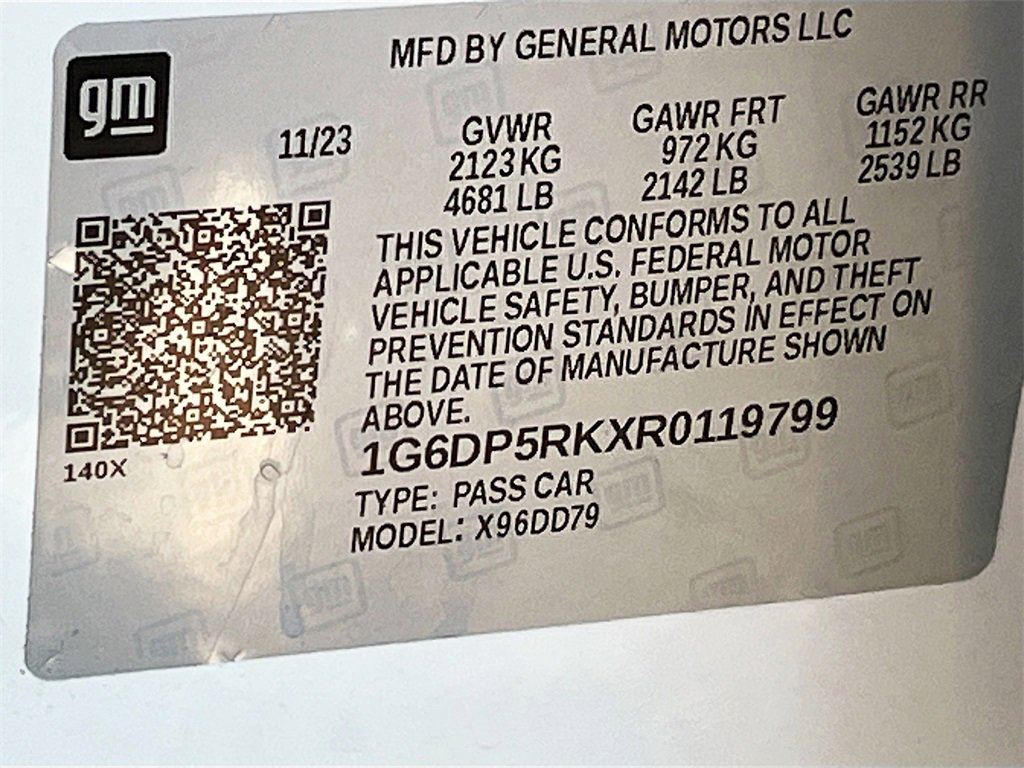 MFD BY GENERAL MOTORS LLC
gm
11/23
GVWR
2123 KG
4681 LB
GAWR FRT
972 KG
2142 LB
GAWR RR
1152 KG
2539 LB
THIS VEHICLE CONFORMS TO ALL
APPLICABLE U.S. FEDERAL MOTOR
VEHICLE SAFETY, BUMPER, AND THEFT
PREVENTION STANDARDS IN EFFECT ON
THE DATE OF MANUFACTURE SHOWN
ABOVE.
1G6DP5RKXR0119799
140X
TYPE: PASS CAR
MODEL: X96DD79